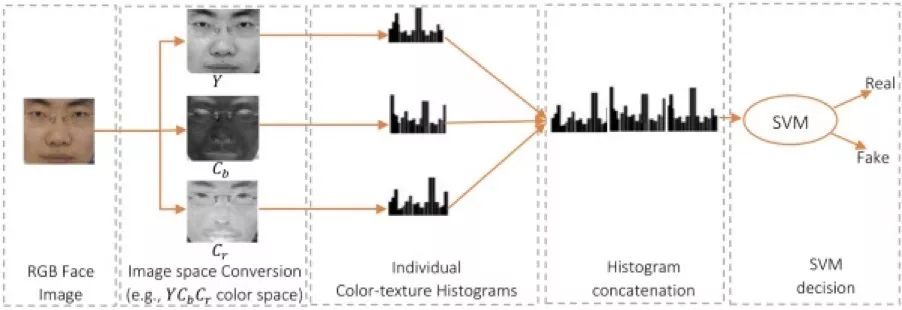 Y
C_b
C_r
SVM
Real
Fake
RGB Face
Image
Image space Conversion
(e.g., YC_bC_r color space)
Individual
Color-texture Histograms
Histogram
concatenation
SVM
decision